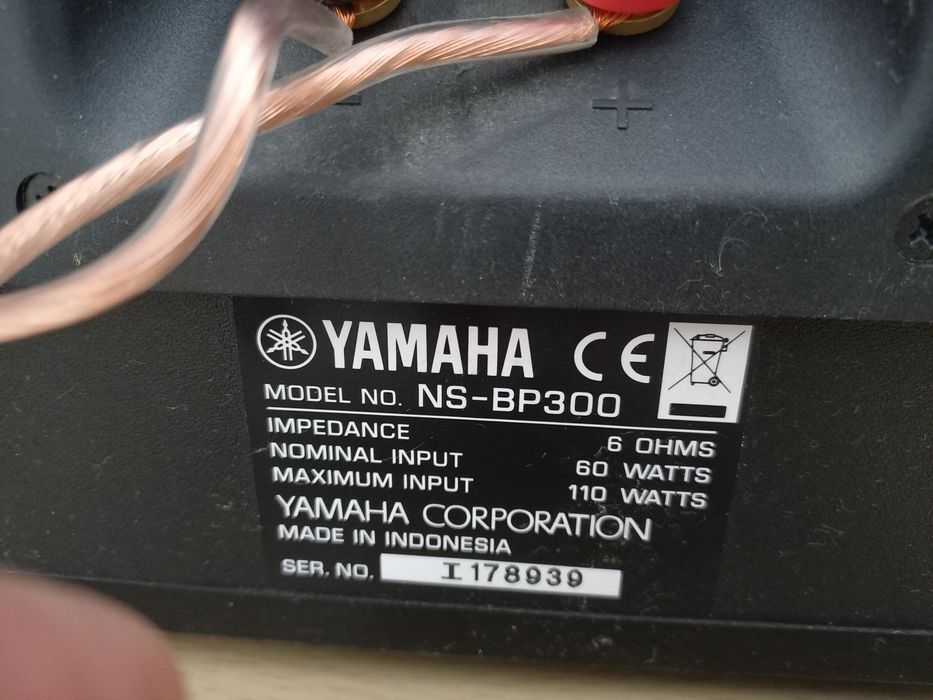 - +
YAMAHA CE
MODEL NO. NS-BP300
IMPEDANCE 6 OHMS
NOMINAL INPUT 60 WATTS
MAXIMUM INPUT 110 WATTS
YAMAHA CORPORATION
MADE IN INDONESIA
SER. NO. I178939